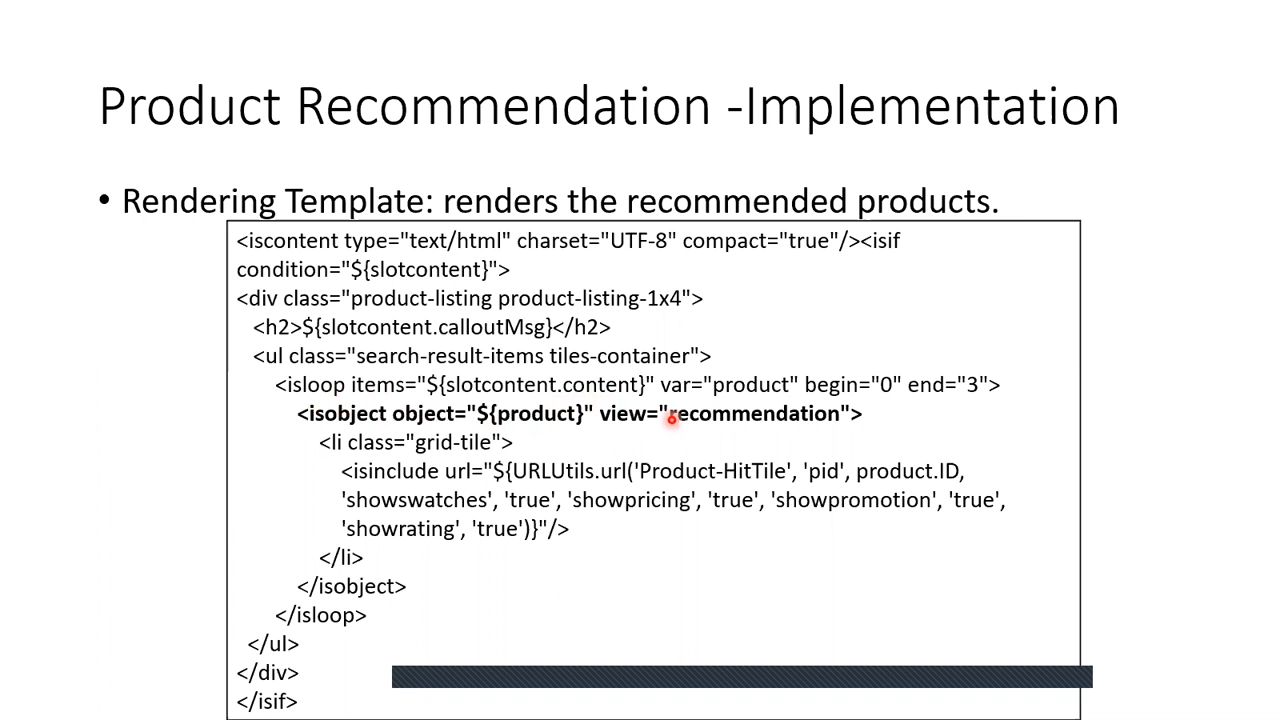 Product Recommendation -Implementation
• Rendering Template: renders the recommended products.
<iscontent type="text/html" charset="UTF-8" compact="true"/><isif
condition="${slotcontent}">
<div class="product-listing product-listing-1x4">
<h2>${slotcontent.calloutMsg}</h2>
<ul class="search-result-items tiles-container">
<isloop items="${slotcontent.content}" var="product" begin="0" end="3">
<isobject object="${product}" view="recommendation">
<li class="grid-tile">
<isinclude url="${URLUtils.url('Product-HitTile', 'pid', product.ID,
'showswatches', 'true', 'showpricing', 'true', 'showpromotion', 'true',
'showrating', 'true')}"/>
</li>
</isobject>
</isloop>
</ul>
</div>
</isif>